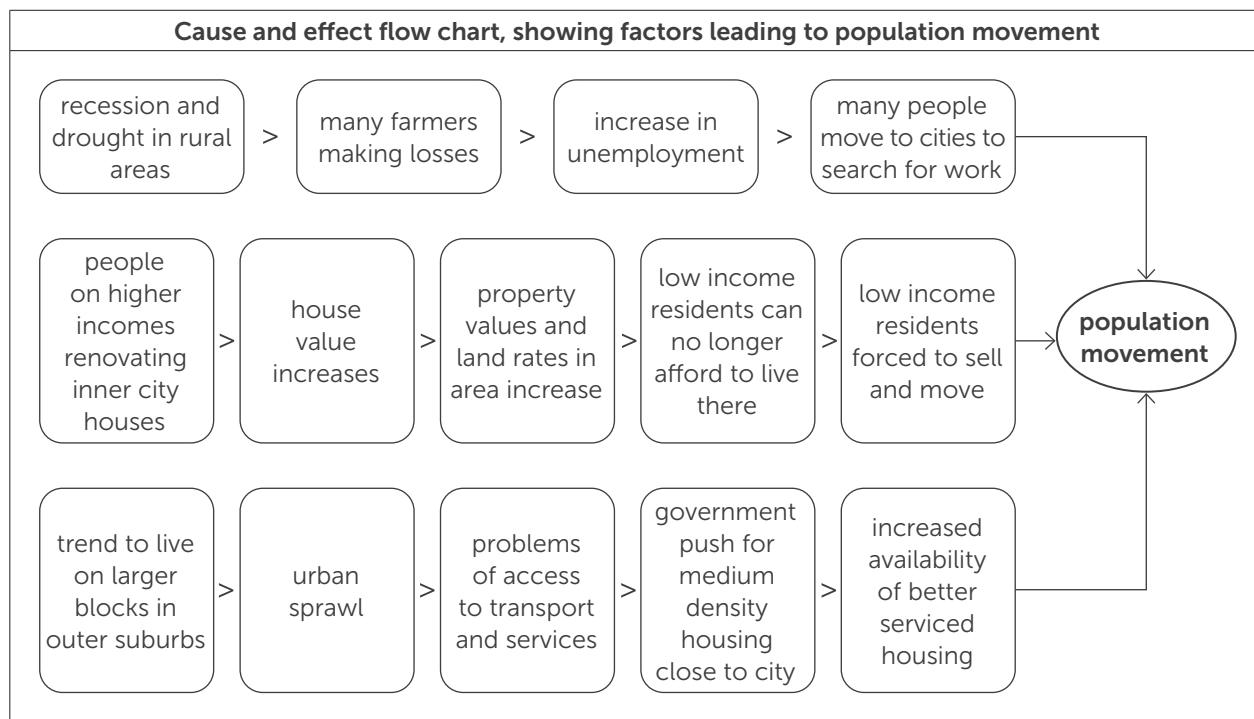 Cause and effect flow chart, showing factors leading to population movement
recession and
drought in rural
areas
>
many farmers
making losses
>
increase in
unemployment
>
many people
move to cities to
search for work
people
on higher
incomes
renovating
inner city
houses
>
house
value
increases
>
property
values and
land rates in
area increase
>
low income
residents can
no longer
afford to live
there
>
low income
residents
forced to sell
and move
population
movement
trend to live
on larger
blocks in
outer suburbs
>
urban
sprawl
>
problems
of access
to transport
and services
>
government
push for
medium
density
housing
close to city
>
increased
availability
of better
serviced
housing